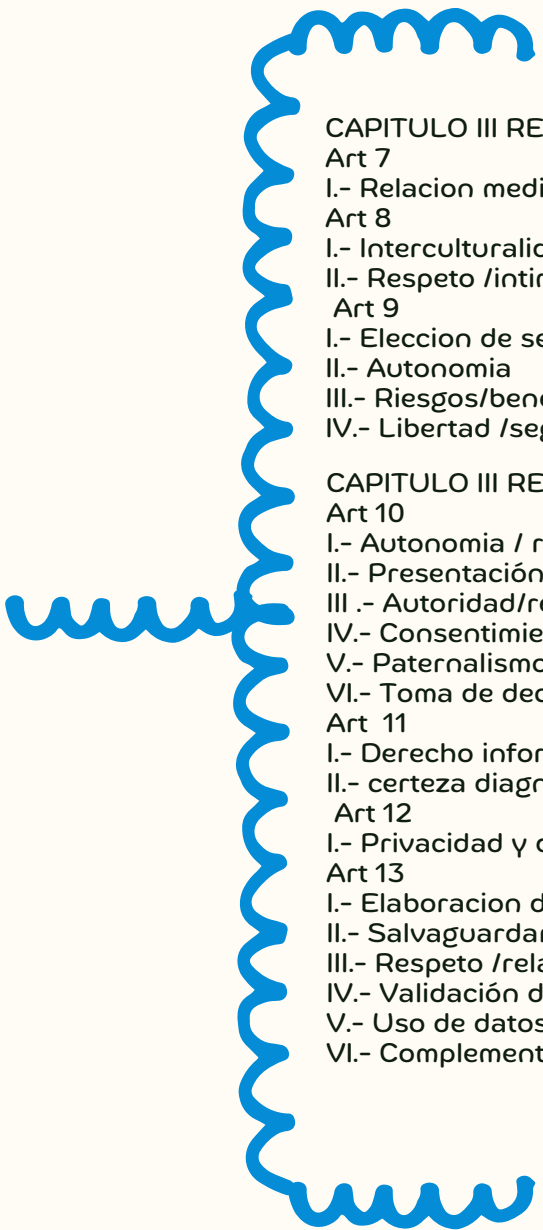 CAPITULO III RE
Art 7
I.- Relacion medi
Art 8
I.- Interculturalid
II.- Respeto /intin
Art 9
I.- Eleccion de se
II.- Autonomia
III.- Riesgos/bene
IV.- Libertad /seg
CAPITULO III RE
Art 10
I.- Autonomia / r
II.- Presentación
III .- Autoridad/re
IV.- Consentimie
V.- Paternalismo
VI.- Toma de dec
Art 11
I.- Derecho infor
II.- certeza diagn
Art 12
I.- Privacidad y c
Art 13
I.- Elaboracion d
II.- Salvaguardar
III.- Respeto /rela
IV.- Validación d
V.- Uso de datos
VI.- Complement